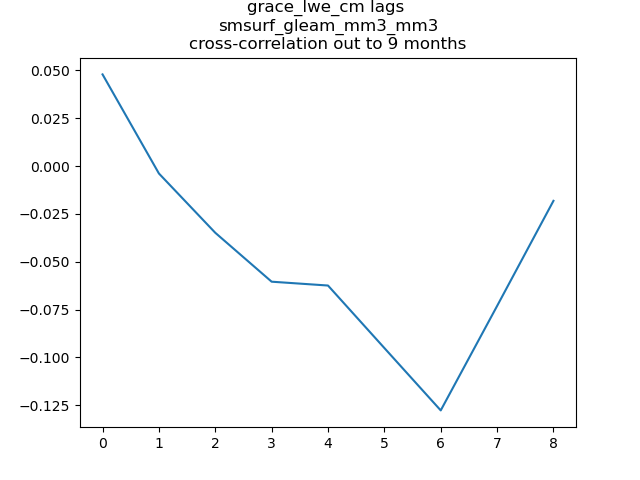 grace_lwe_cm lags
smsurf_gleam_mm3_mm3
cross-correlation out to 9 months
0.050
0.025
0.000
−0.025
−0.050
−0.075
−0.100
−0.125
0 1 2 3 4 5 6 7 8